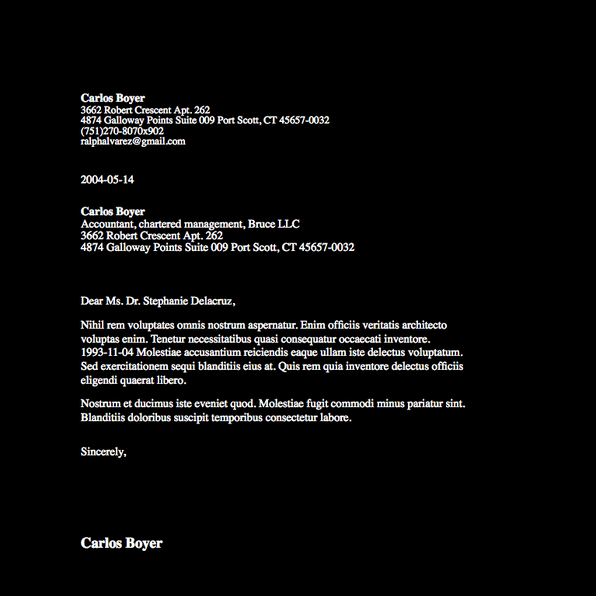 Carlos Boyer
3662 Robert Crescent Apt. 262
4874 Galloway Points Suite 009 Port Scott, CT 45657-0032
(751)270-8070x902
ralphalvarez@gmail.com
2004-05-14
Carlos Boyer
Accountant, chartered management, Bruce LLC
3662 Robert Crescent Apt. 262
4874 Galloway Points Suite 009 Port Scott, CT 45657-0032
Dear Ms. Dr. Stephanie Delacruz,
Nihil rem voluptates omnis nostrum aspernatur. Enim officiis veritatis architecto
voluptas enim. Tenetur necessitatibus quasi consequatur occaecati inventore.
1993-11-04 Molestiae accusantium reiciendis eaque ullam iste delectus voluptatum.
Sed exercitationem sequi blanditiis eius at. Quis rem quia inventore delectus officiis
eligendi quaerat libero.
Nostrum et ducimus iste eveniet quod. Molestiae fugit commodi minus pariatur sint.
Blanditiis doloribus suscipit temporibus consectetur labore.
Sincerely,
Carlos Boyer